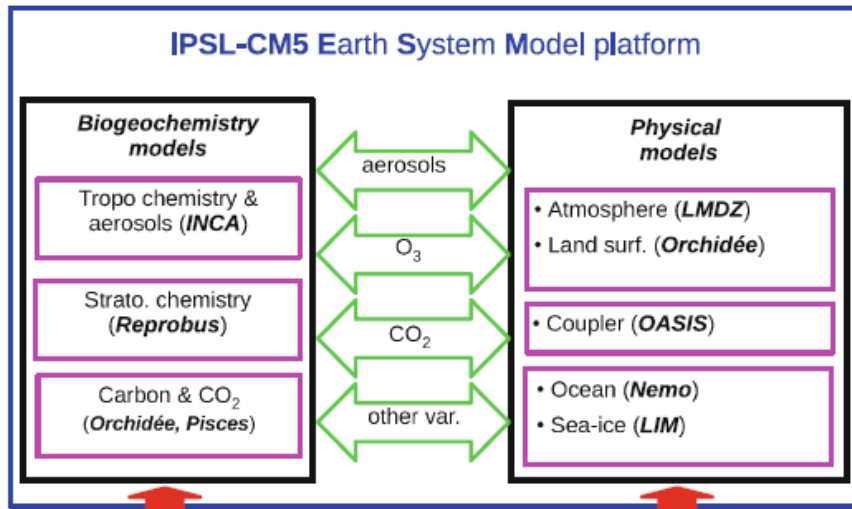 IPSL-CM5 Earth System Model platform
Biogeochemistry
models
Tropo chemistry &
aerosols (INCA)
Strato. chemistry
(Reprobus)
Carbon & CO₂
(Orchidée, Pisces)
aerosols
O₃
CO₂
other var.
Physical
models
• Atmosphere (LMDZ)
• Land surf. (Orchidée)
• Coupler (OASIS)
• Ocean (Nemo)
• Sea-ice (LIM)